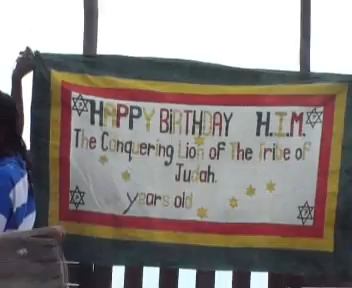 HAPPY BiRTHDAY H.I.M.
The Conquering Lion of The Tribe of
Judah.
years old